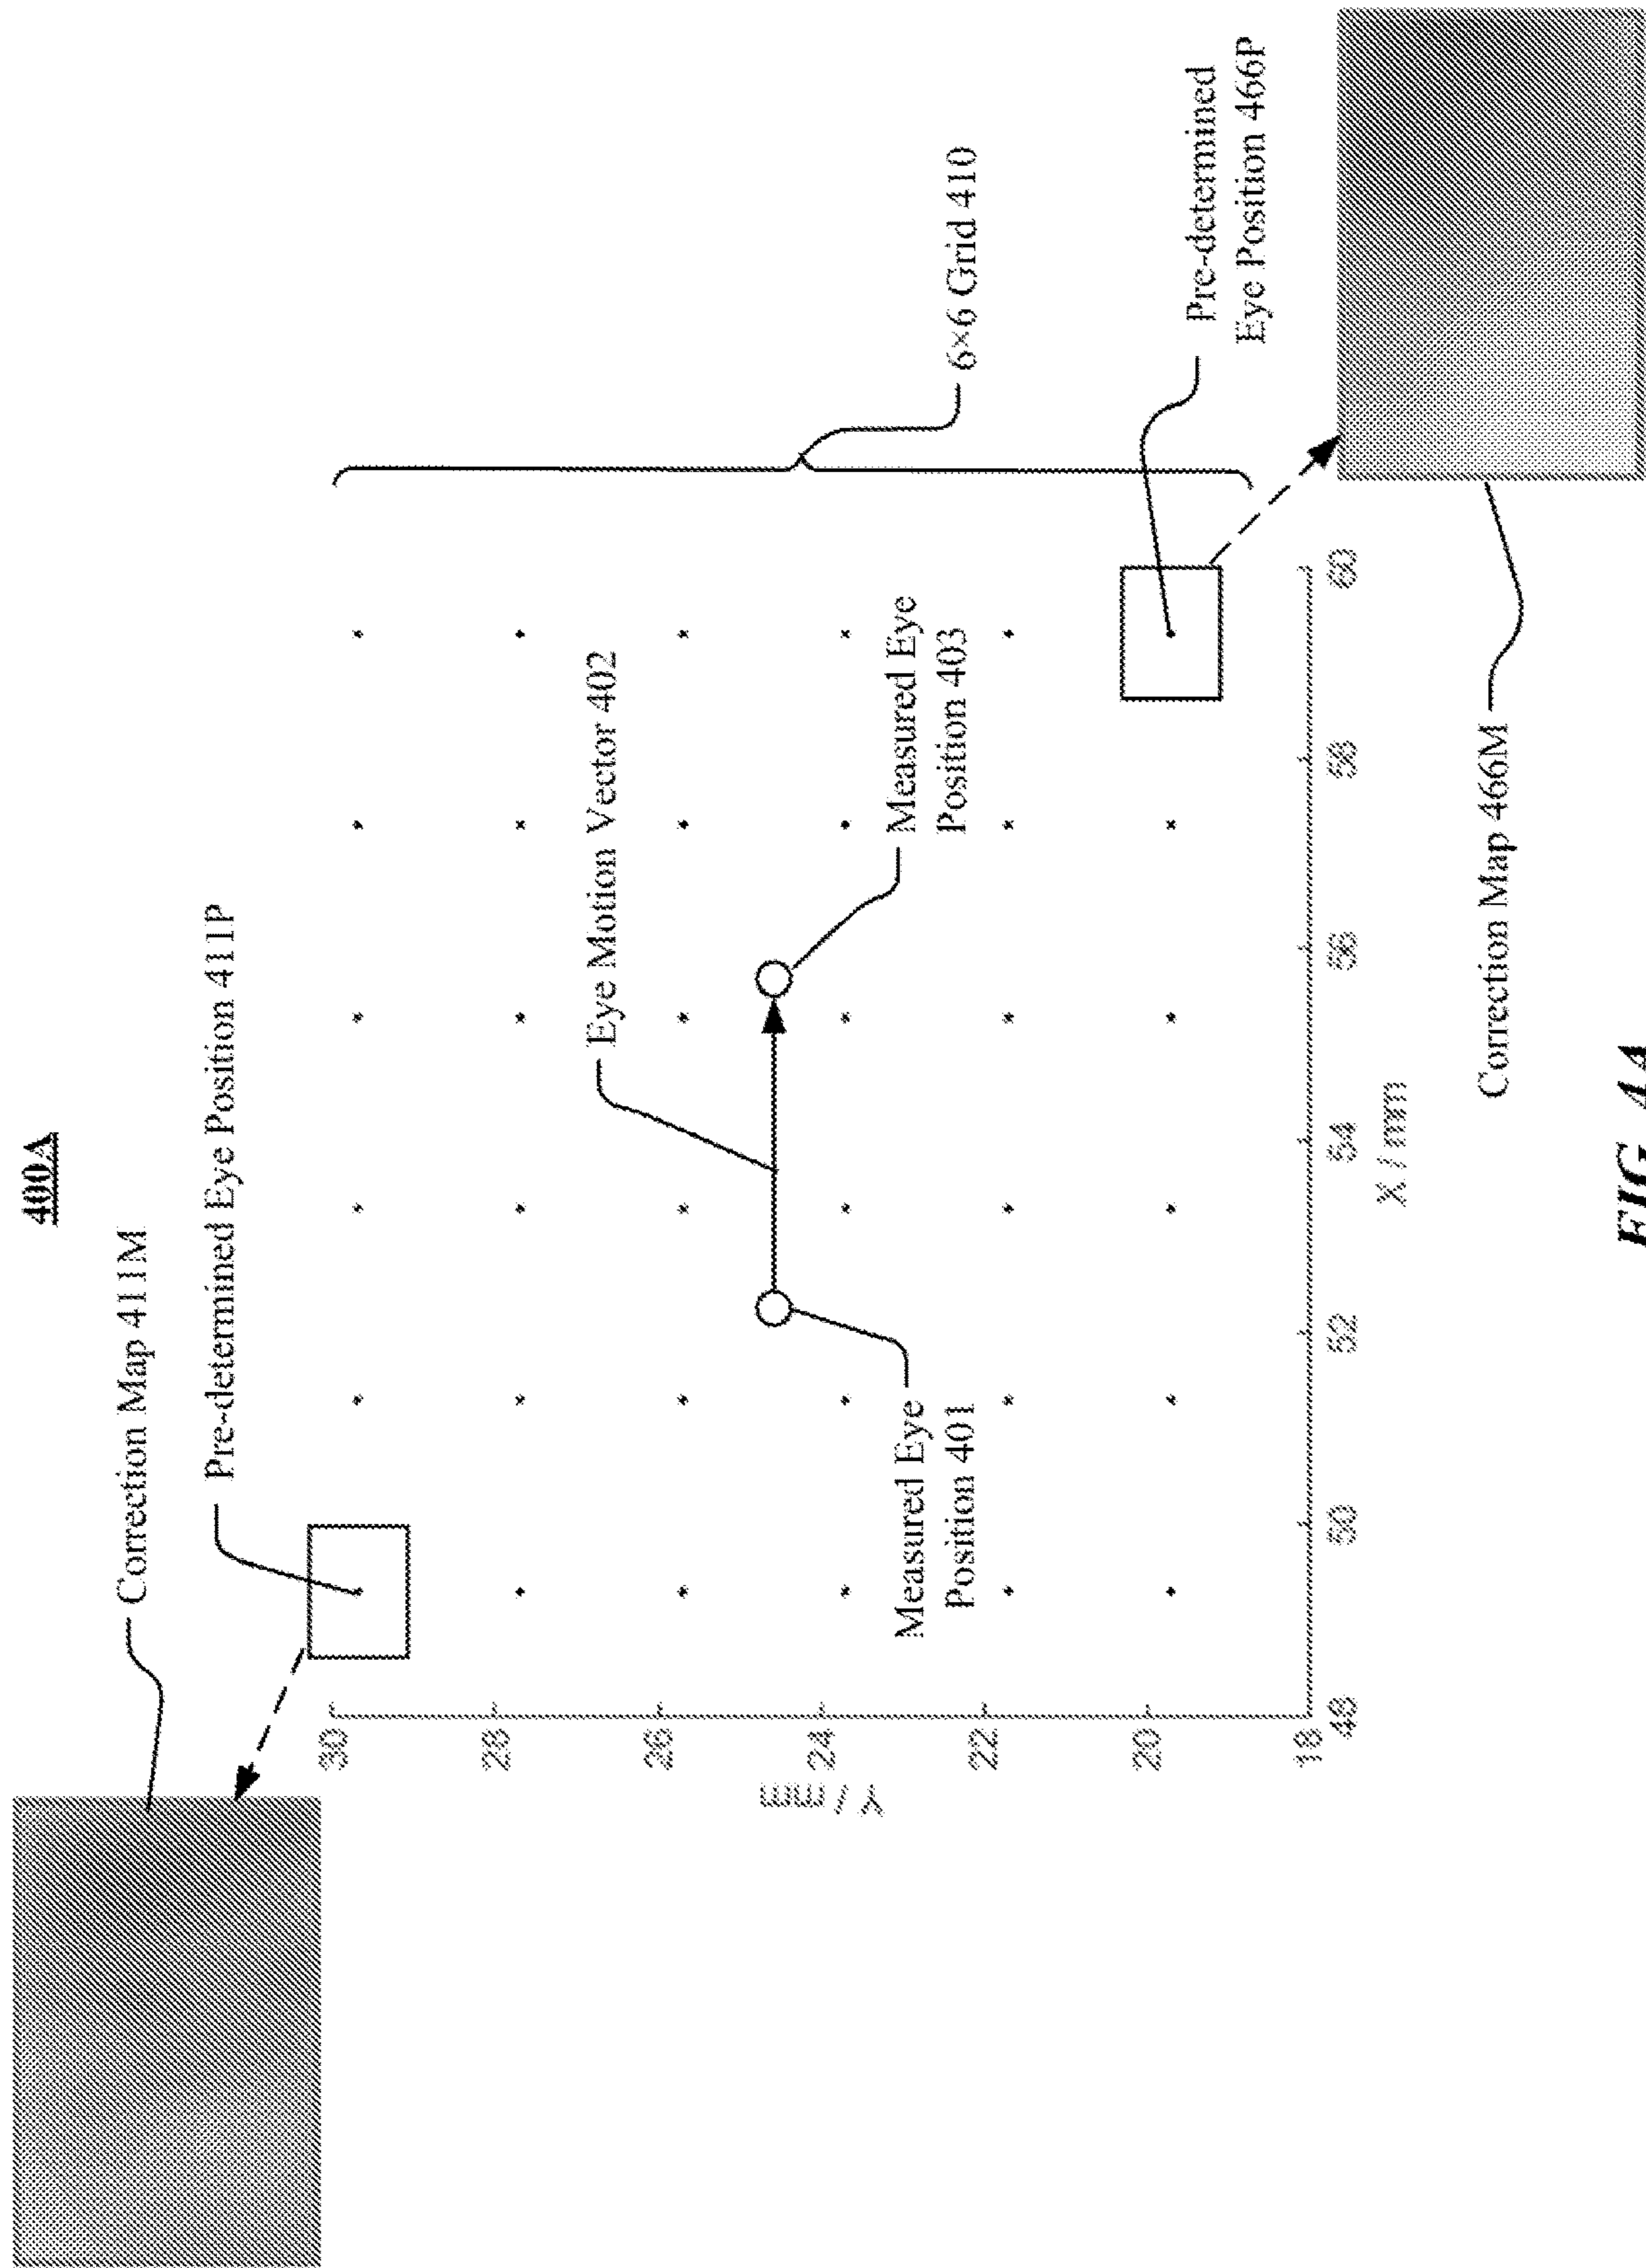 400A
Correction Map 411M
Pre-determined Eye Position 411P
Y / mm
30
28
26
24
22
20
18
Eye Motion Vector 402
Measured Eye
Position 401
Measured Eye
Position 403
6×6 Grid 410
Pre-determined
Eye Position 466P
48
50
52
54
56
58
60
X / mm
Correction Map 466M
FIG. 4A